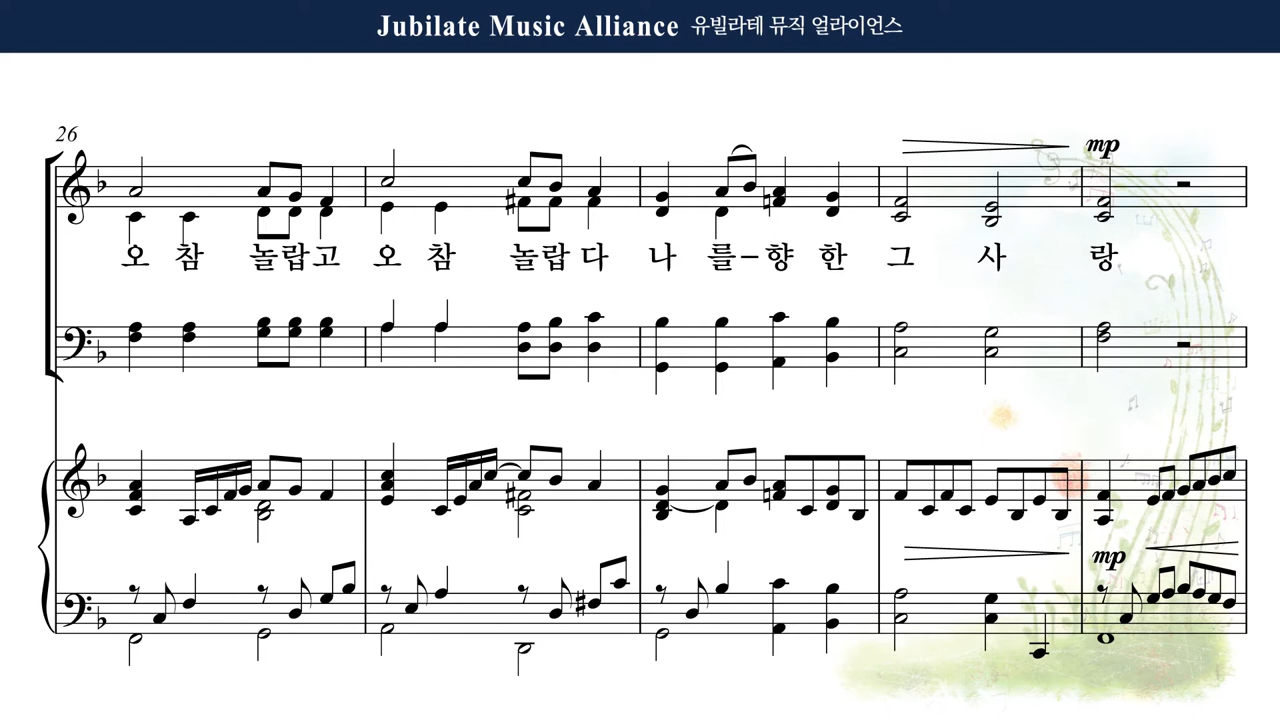 Jubilate Music Alliance 유빌라테 뮤직 얼라이언스
26
mp
오 참 놀랍고 오 참 놀랍다 나 를-향 한 그 사 랑
mp